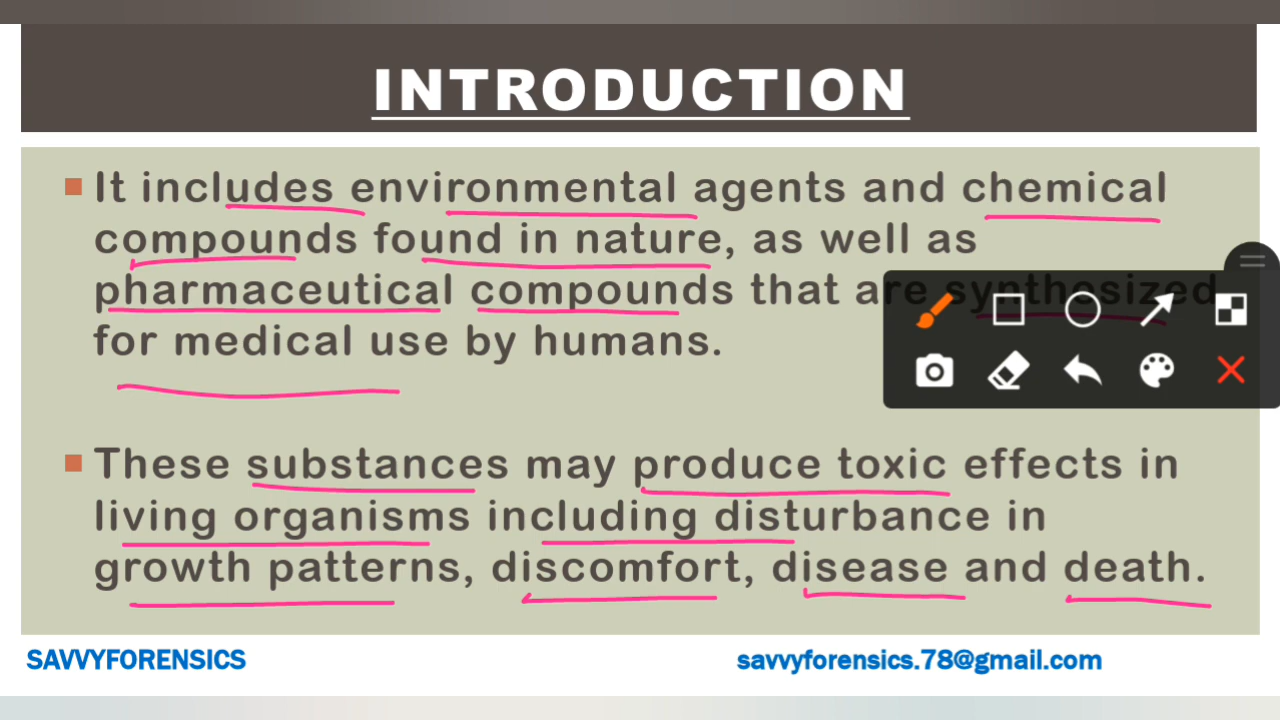 INTRODUCTION
It includes environmental agents and chemical
compounds found in nature, as well as
pharmaceutical compounds that are synthesized
for medical use by humans.
These substances may produce toxic effects in
living organisms including disturbance in
growth patterns, discomfort, disease and death.
SAVVYFORENSICS savvyforensics.78@gmail.com